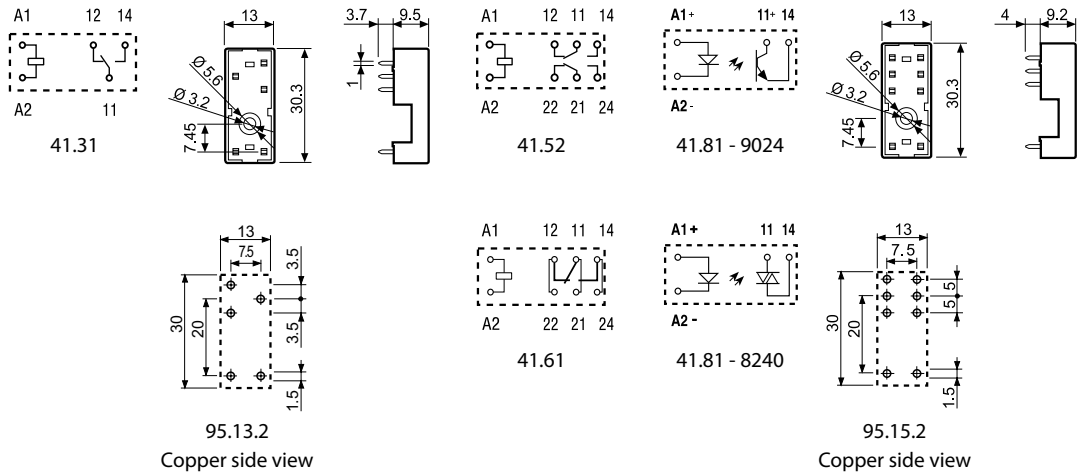 A1 12 14
A2 11
41.31
13
Ø 5.6
Ø 3.2
7.45
30.3
3.7 9.5
1
A1 12 11 14
A2 22 21 24
41.52
A1+ 11+ 14
A2 -
41.81 - 9024
13
Ø 5.6
Ø 3.2
7.45
30.3
4 9.2
13
7.5
3.5
30
20
3.5
1.5
95.13.2
Copper side view
A1 12 11 14
A2 22 21 24
41.61
A1 + 11 14
A2 -
41.81 - 8240
13
7.5
5
5
30
20
1.5
95.15.2
Copper side view